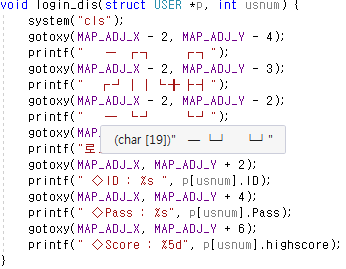 void login_dis(struct USER *p, int usnum) {
system("cls");
gotoxy(MAP_ADJ_X - 2, MAP_ADJ_Y - 4);
printf("  ─ ┌┐    ┌┐");
gotoxy(MAP_ADJ_X - 2, MAP_ADJ_Y - 3);
printf("  ┌┘││└╋├┤");
gotoxy(MAP_ADJ_X - 2, MAP_ADJ_Y - 2);
printf("  ─ └┘    └┘");
gotoxy(MAP
(char [19])"  ─ └┘    └┘"
printf("로
gotoxy(MAP_ADJ_X, MAP_ADJ_Y + 2);
printf(" ◇ID : %s ", p[usnum].ID);
gotoxy(MAP_ADJ_X, MAP_ADJ_Y + 4);
printf(" ◇Pass : %s", p[usnum].Pass);
gotoxy(MAP_ADJ_X, MAP_ADJ_Y + 6);
printf(" ◇Score : %5d", p[usnum].highscore);